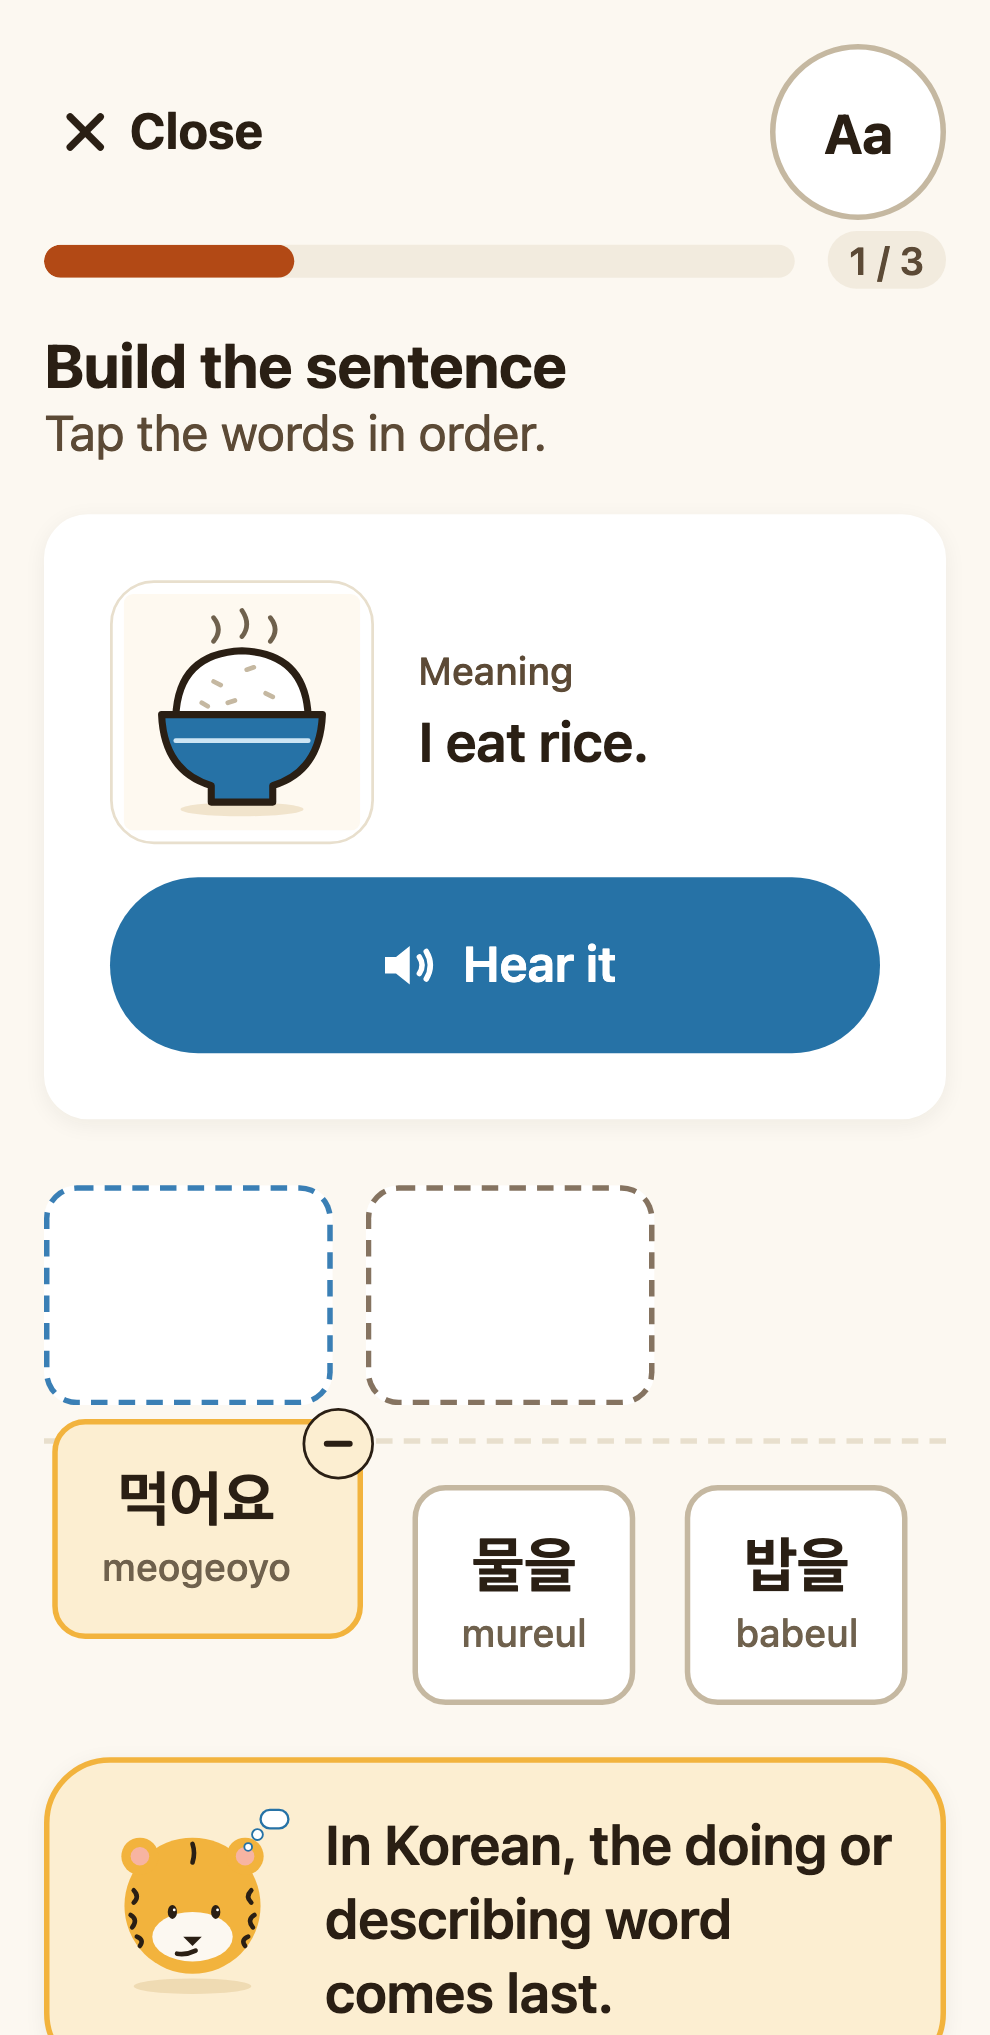 Close
Aa
1 / 3
Build the sentence
Tap the words in order.
Meaning
I eat rice.
Hear it
먹어요
meogeoyo
물을
mureul
밥을
babeul
In Korean, the doing or
describing word
comes last.